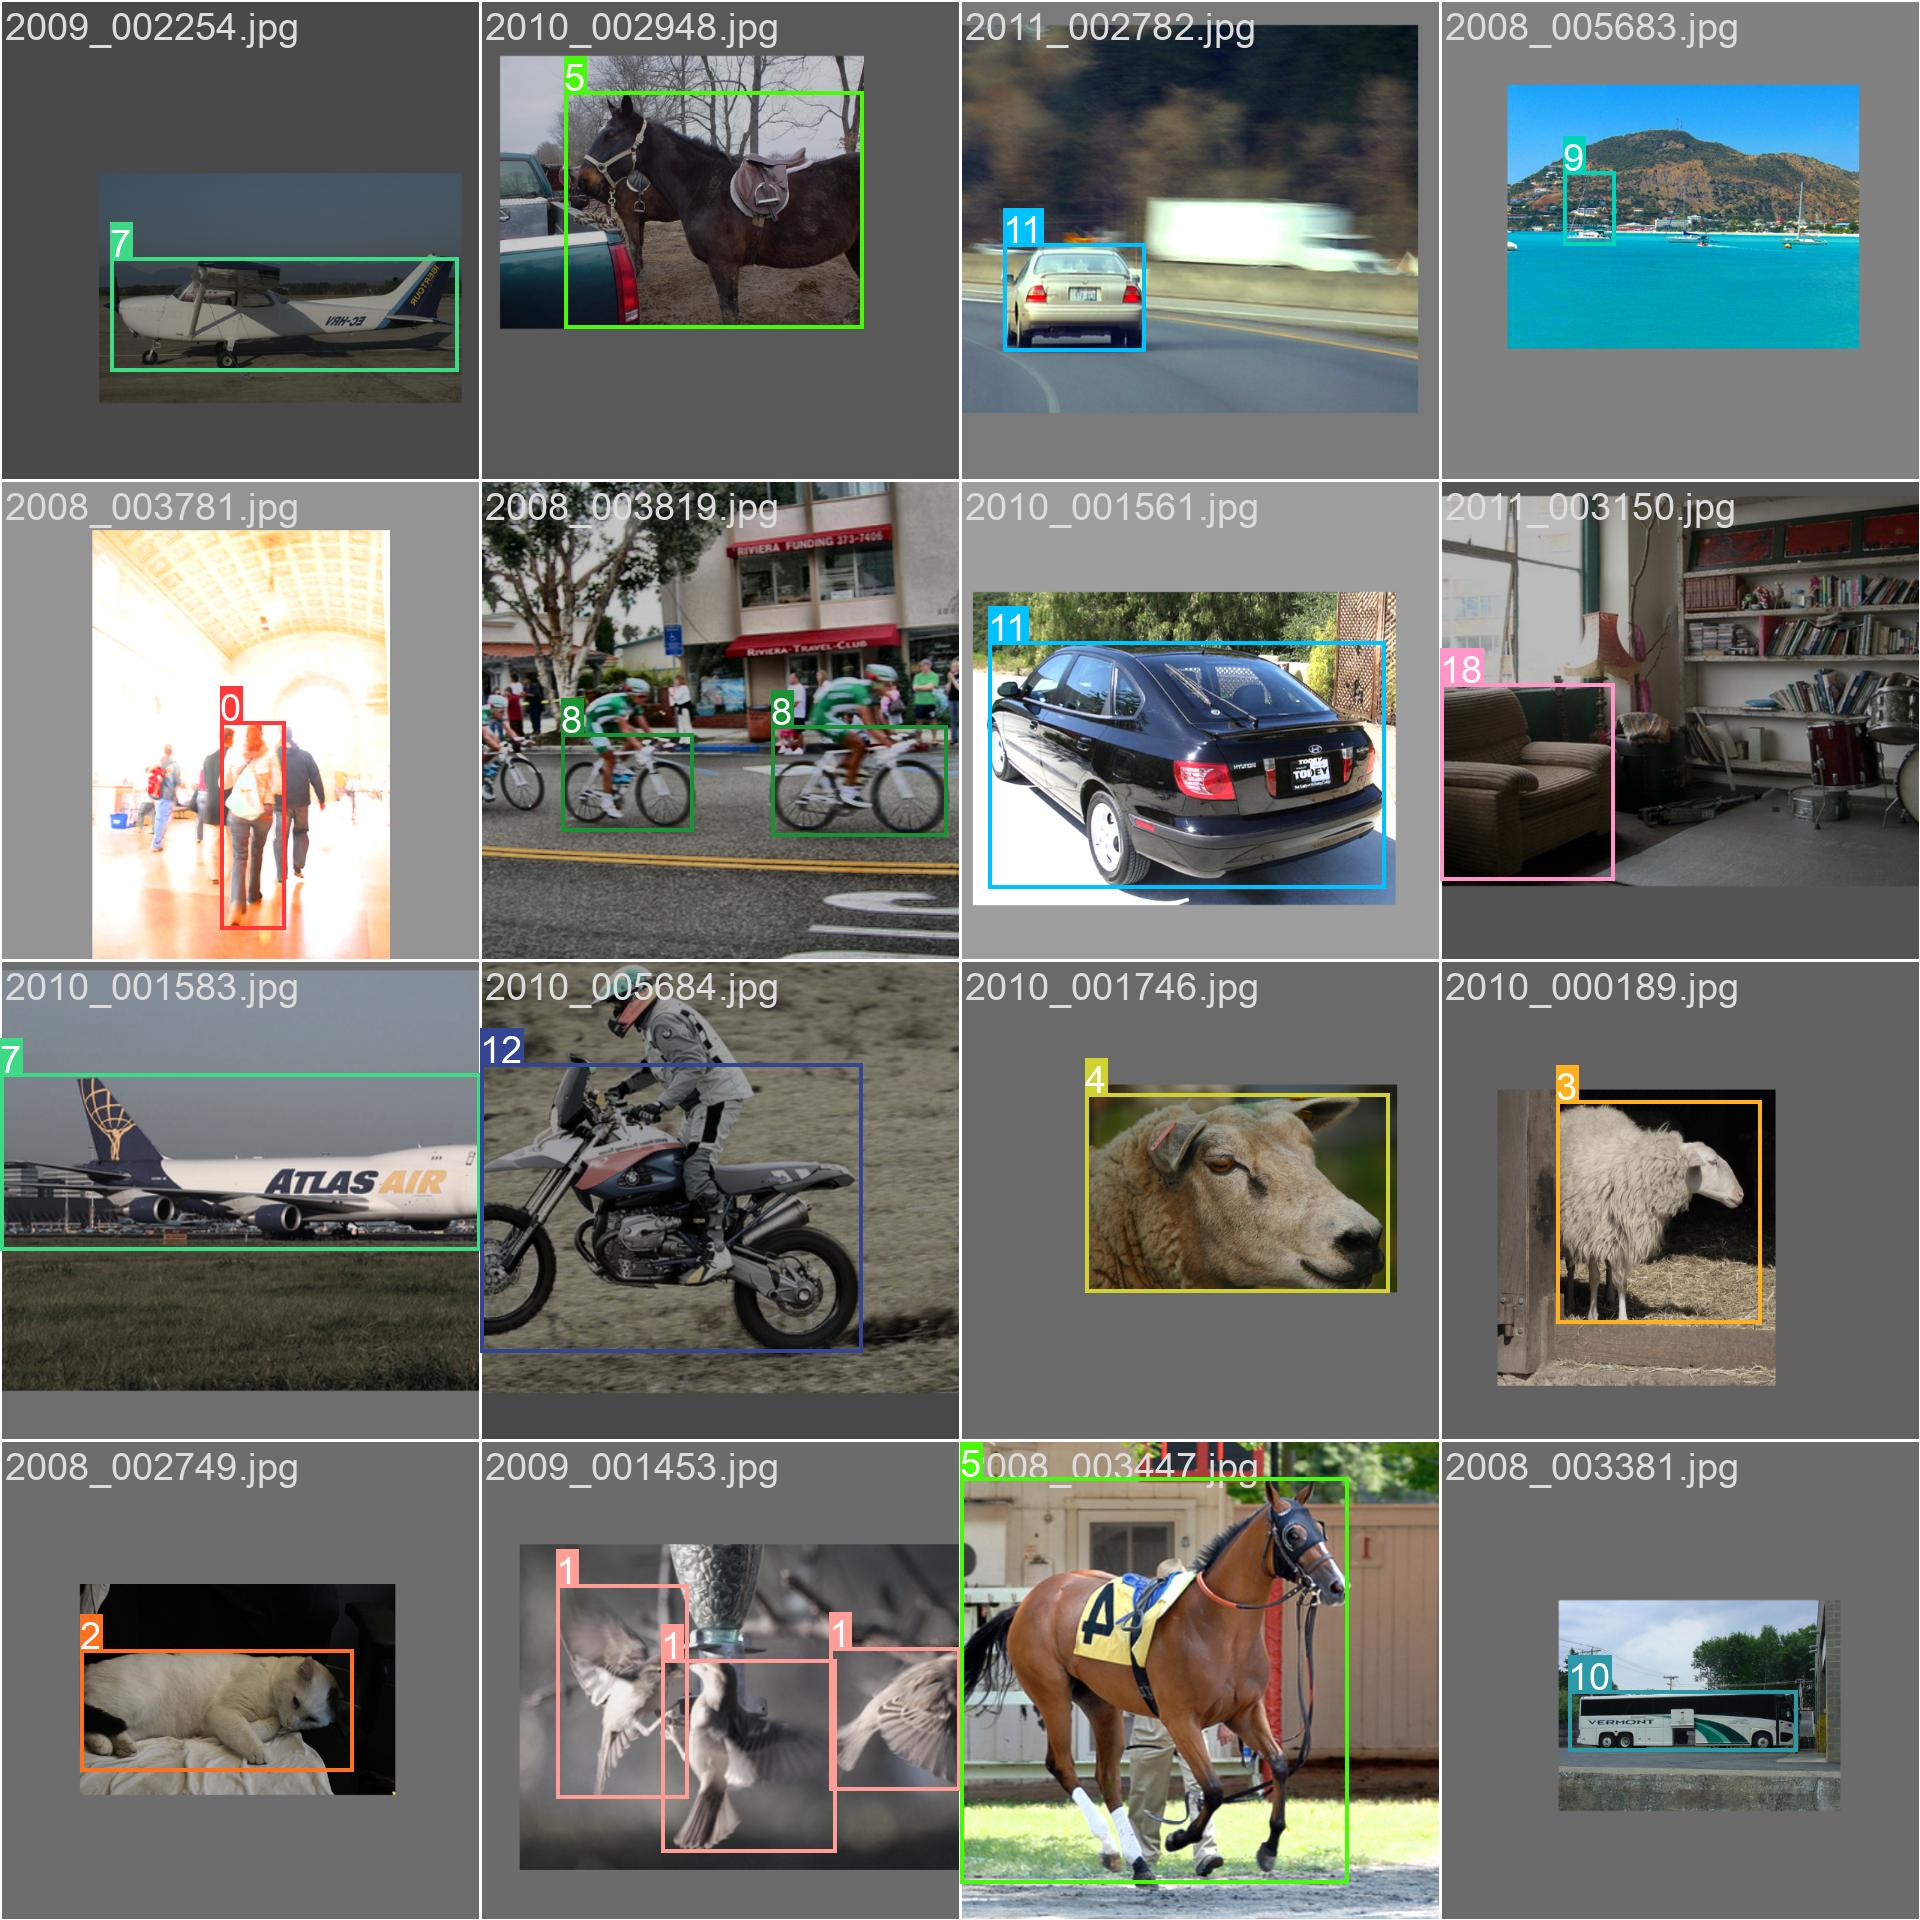 2009_002254.jpg
2010_002948.jpg
2011_002782.jpg
2008_005683.jpg
7
5
11
9
2008_003781.jpg
2008_003819.jpg
2010_001561.jpg
2011_003150.jpg
RIVIERA FUNDING 373-7406
RIVIERA-TRAVEL-CLUB
0
8
8
11
18
TODEY
2010_001583.jpg
2010_005684.jpg
2010_001746.jpg
2010_000189.jpg
7
12
4
3
ATLAS AIR
2008_002749.jpg
2009_001453.jpg
5
008_003447.jpg
2008_003381.jpg
2
1
1
1
1
4
10
VERMONT